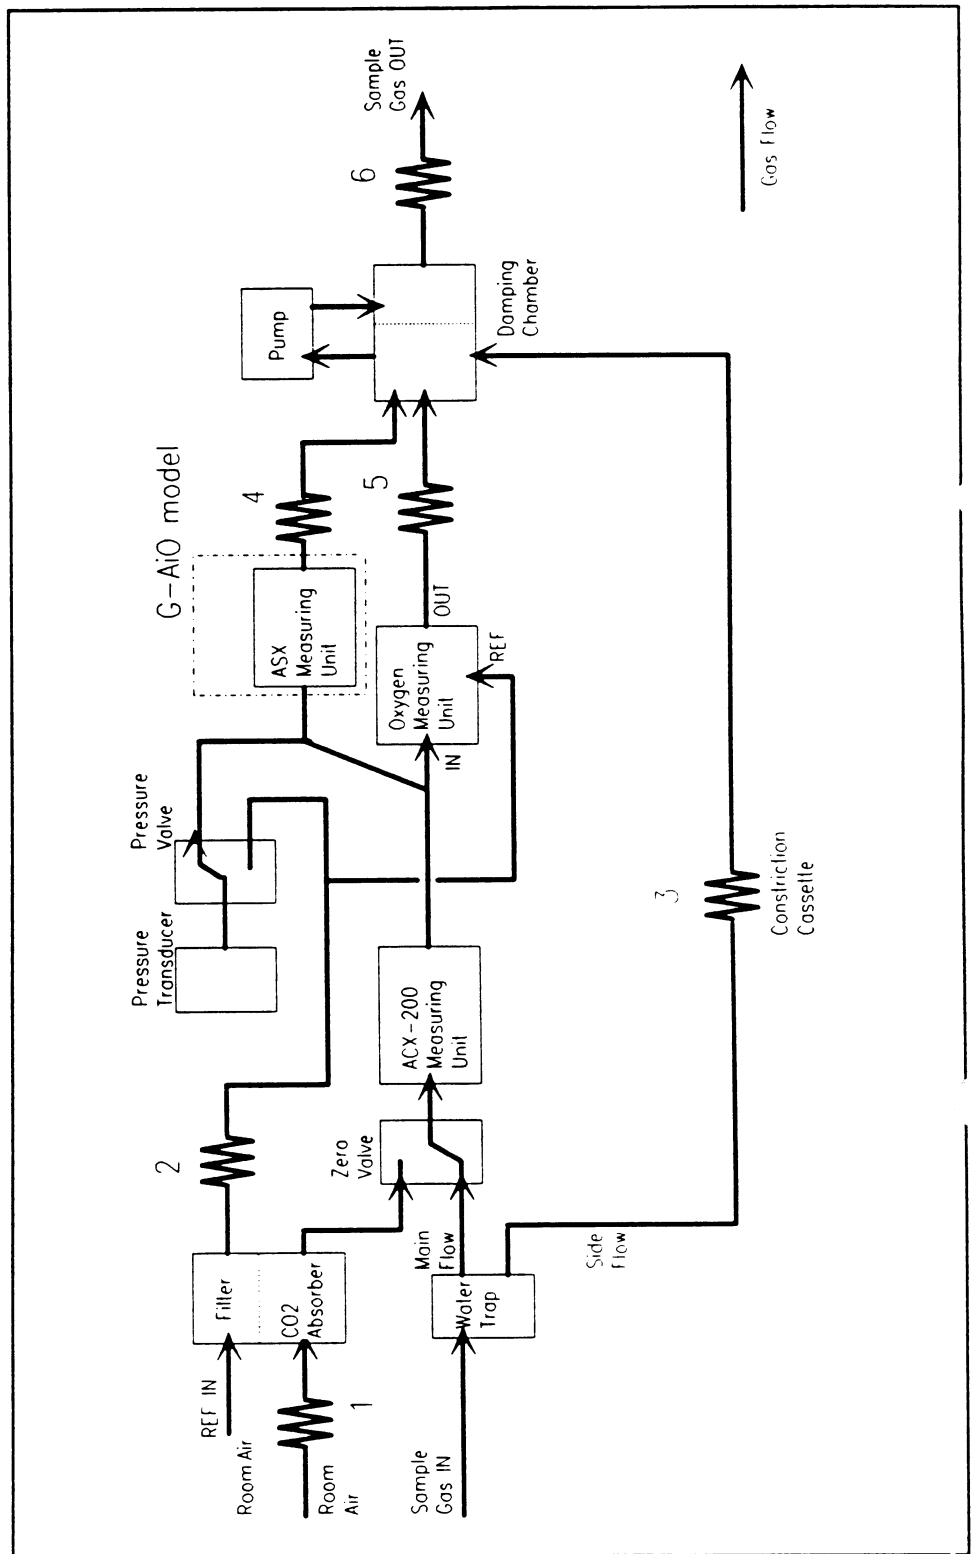 REF IN
Room Air
Room
Air
1
Filter
CO2
Absorber
2
Sample
Gas IN
Water
Trap
Main
Flow
Side
Flow
Zero
Valve
ACX-200
Measuring
Unit
Pressure
Transducer
Pressure
Valve
G-AiO model
ASX
Measuring
Unit
Oxygen
Measuring
Unit
IN
OUT
REF
3
Constriction
Cassette
4
5
Pump
Damping
Chamber
6
Sample
Gas OUT
Gas Flow